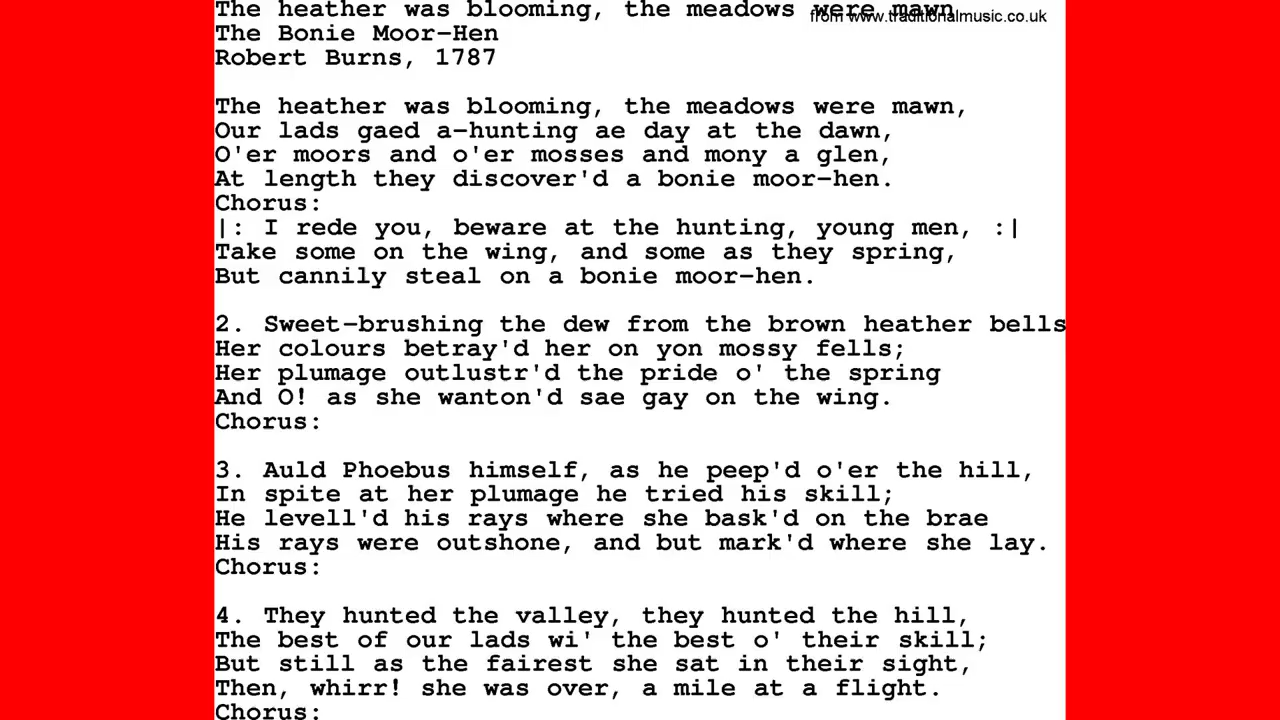 The heather was blooming, the meadows were mawn
from www.traditionalmusic.co.uk
The Bonie Moor-Hen
Robert Burns, 1787
The heather was blooming, the meadows were mawn,
Our lads gaed a-hunting ae day at the dawn,
O'er moors and o'er mosses and mony a glen,
At length they discover'd a bonie moor-hen.
Chorus:
|: I rede you, beware at the hunting, young men, :|
Take some on the wing, and some as they spring,
But cannily steal on a bonie moor-hen.
2. Sweet-brushing the dew from the brown heather bells
Her colours betray'd her on yon mossy fells;
Her plumage outlustr'd the pride o' the spring
And O! as she wanton'd sae gay on the wing.
Chorus:
3. Auld Phoebus himself, as he peep'd o'er the hill,
In spite at her plumage he tried his skill;
He levell'd his rays where she bask'd on the brae
His rays were outshone, and but mark'd where she lay.
Chorus:
4. They hunted the valley, they hunted the hill,
The best of our lads wi' the best o' their skill;
But still as the fairest she sat in their sight,
Then, whirr! she was over, a mile at a flight.
Chorus: